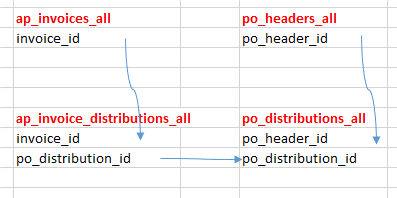 ap_invoices_all
invoice_id
po_headers_all
po_header_id
ap_invoice_distributions_all
invoice_id
po_distribution_id
po_distributions_all
po_header_id
po_distribution_id